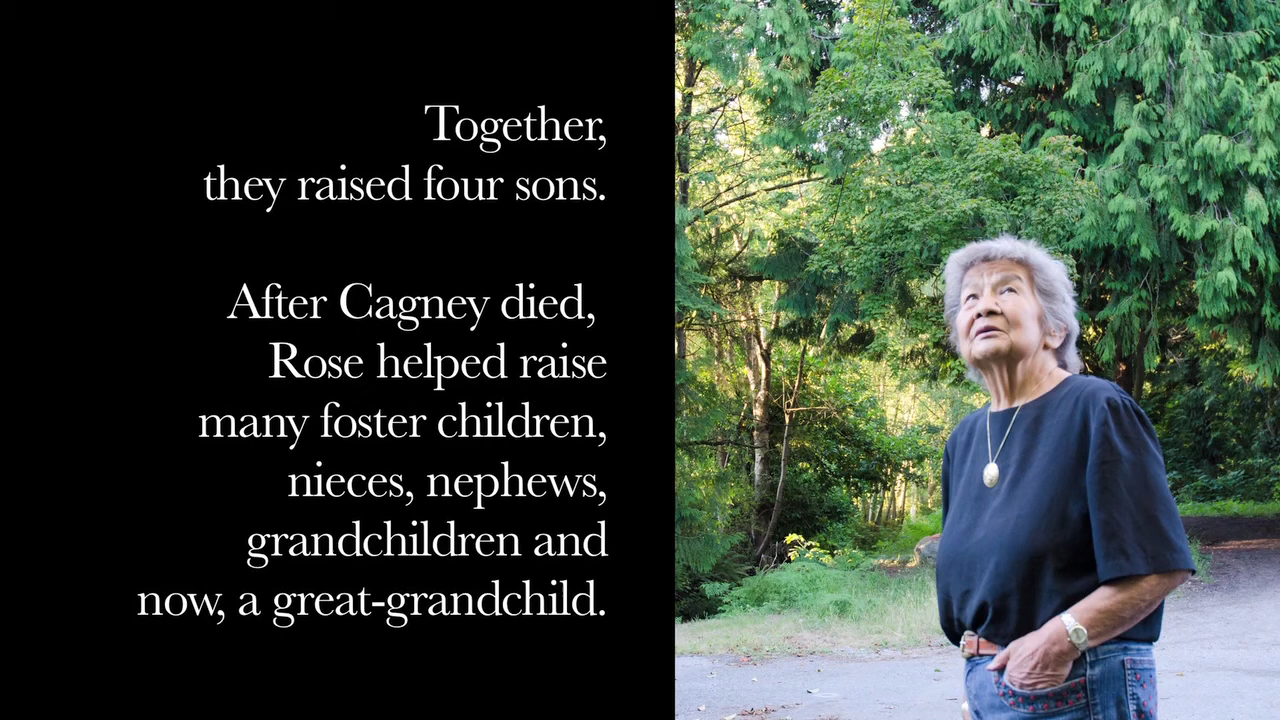 Together,
they raised four sons.
After Cagney died,
Rose helped raise
many foster children,
nieces, nephews,
grandchildren and
now, a great-grandchild.